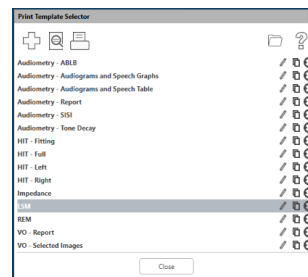 Print Template Selector
Audiometry - ABLB
Audiometry - Audiograms and Speech Graphs
Audiometry - Audiograms and Speech Table
Audiometry - Report
Audiometry - SISI
Audiometry - Tone Decay
HIT - Fitting
HIT - Full
HIT - Left
HIT - Right
Impedance
LSM
REM
VO - Report
VO - Selected Images
Close